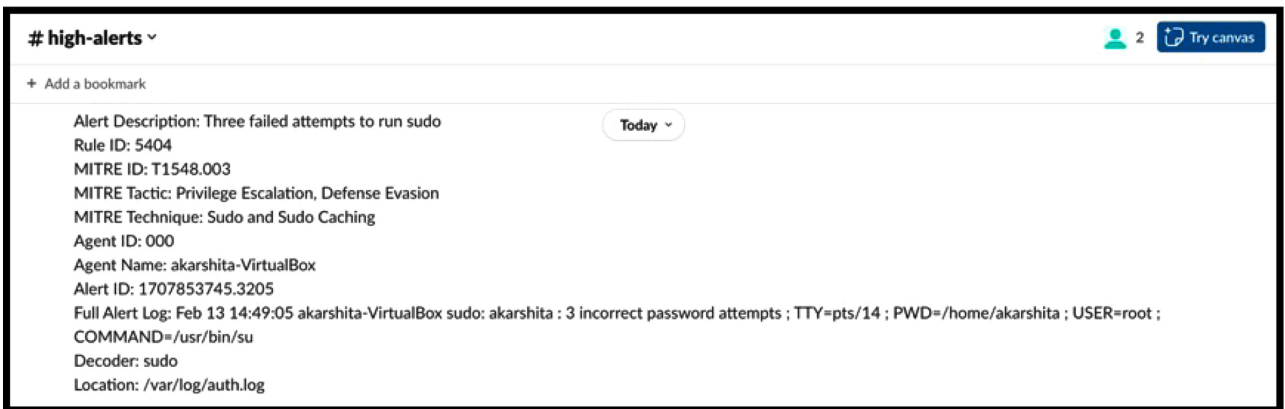 # high-alerts
2
Try canvas
+ Add a bookmark
Today
Alert Description: Three failed attempts to run sudo
Rule ID: 5404
MITRE ID: T1548.003
MITRE Tactic: Privilege Escalation, Defense Evasion
MITRE Technique: Sudo and Sudo Caching
Agent ID: 000
Agent Name: akarshita-VirtualBox
Alert ID: 1707853745.3205
Full Alert Log: Feb 13 14:49:05 akarshita-VirtualBox sudo: akarshita : 3 incorrect password attempts ; TTY=pts/14 ; PWD=/home/akarshita ; USER=root ;
COMMAND=/usr/bin/su
Decoder: sudo
Location: /var/log/auth.log